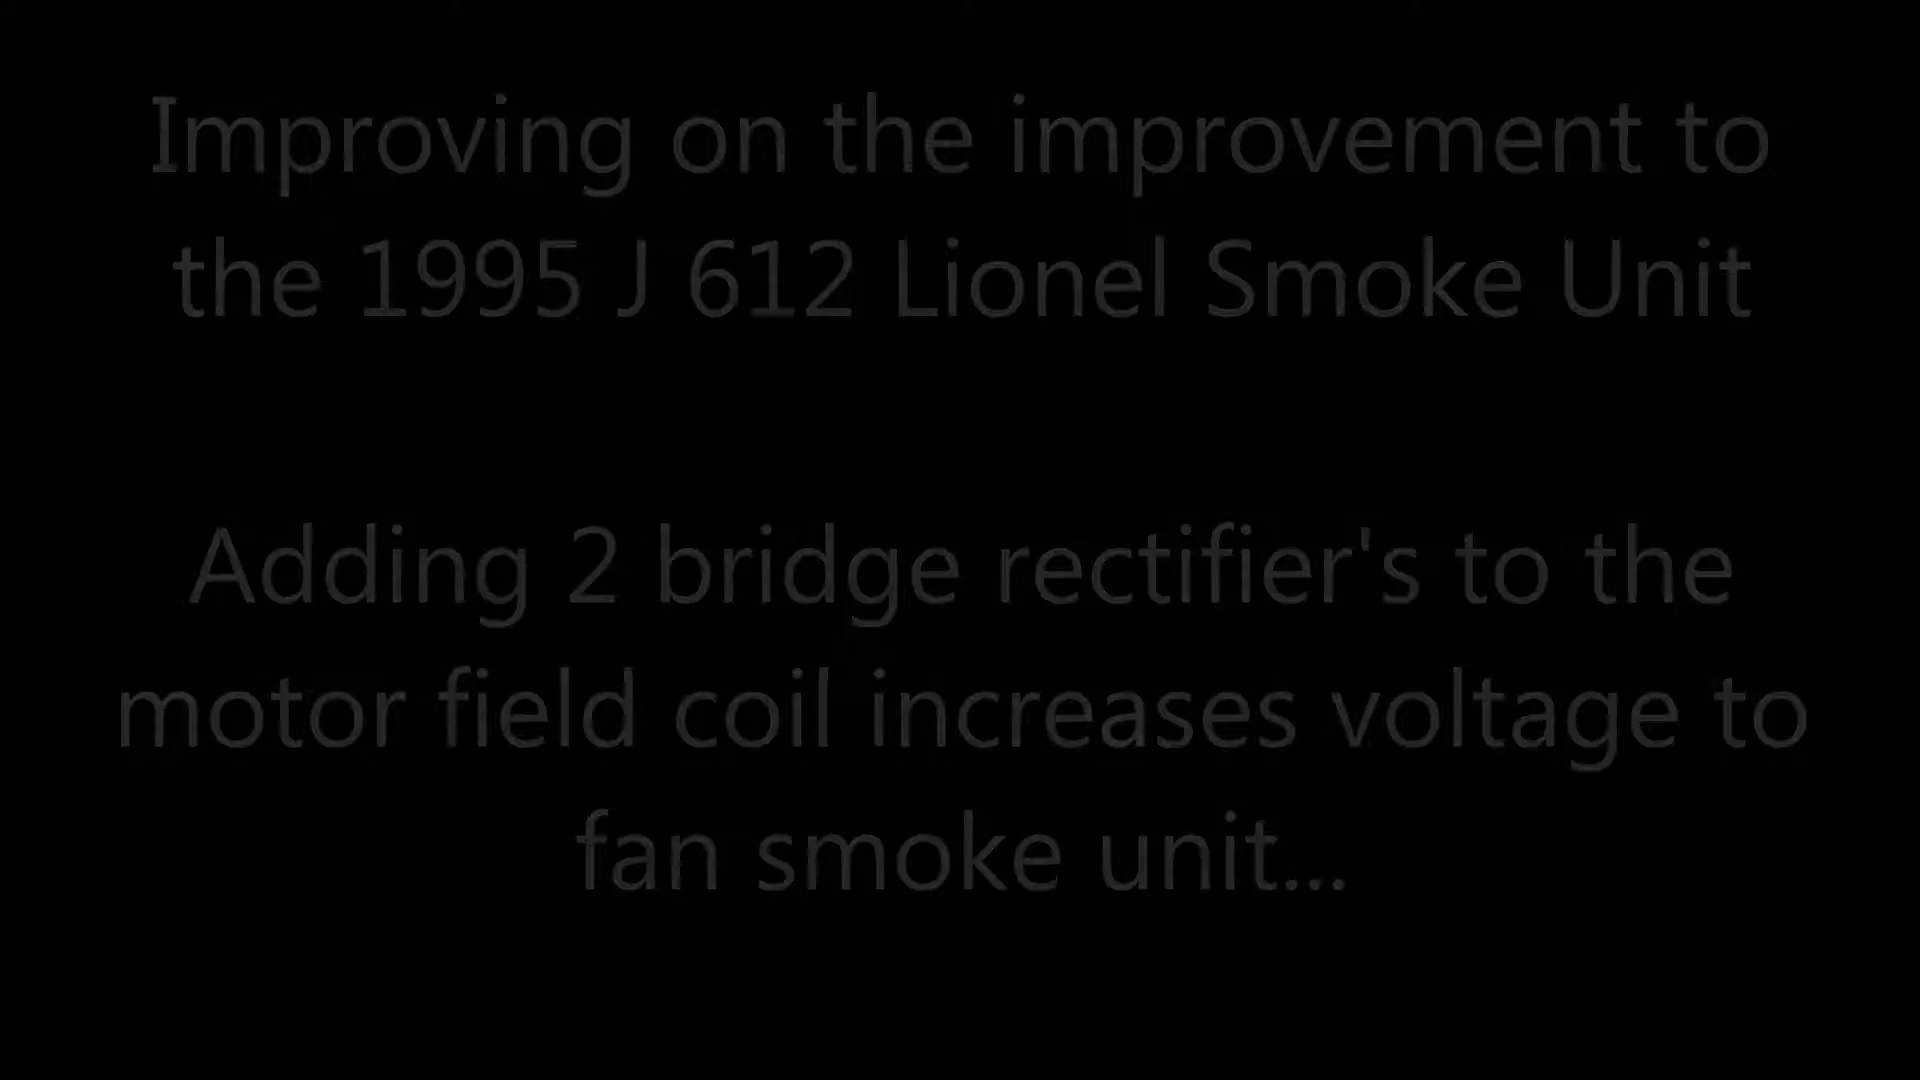 Improving on the improvement to
the 1995 J 612 Lionel Smoke Unit
Adding 2 bridge rectifier's to the
motor field coil increases voltage to
fan smoke unit...